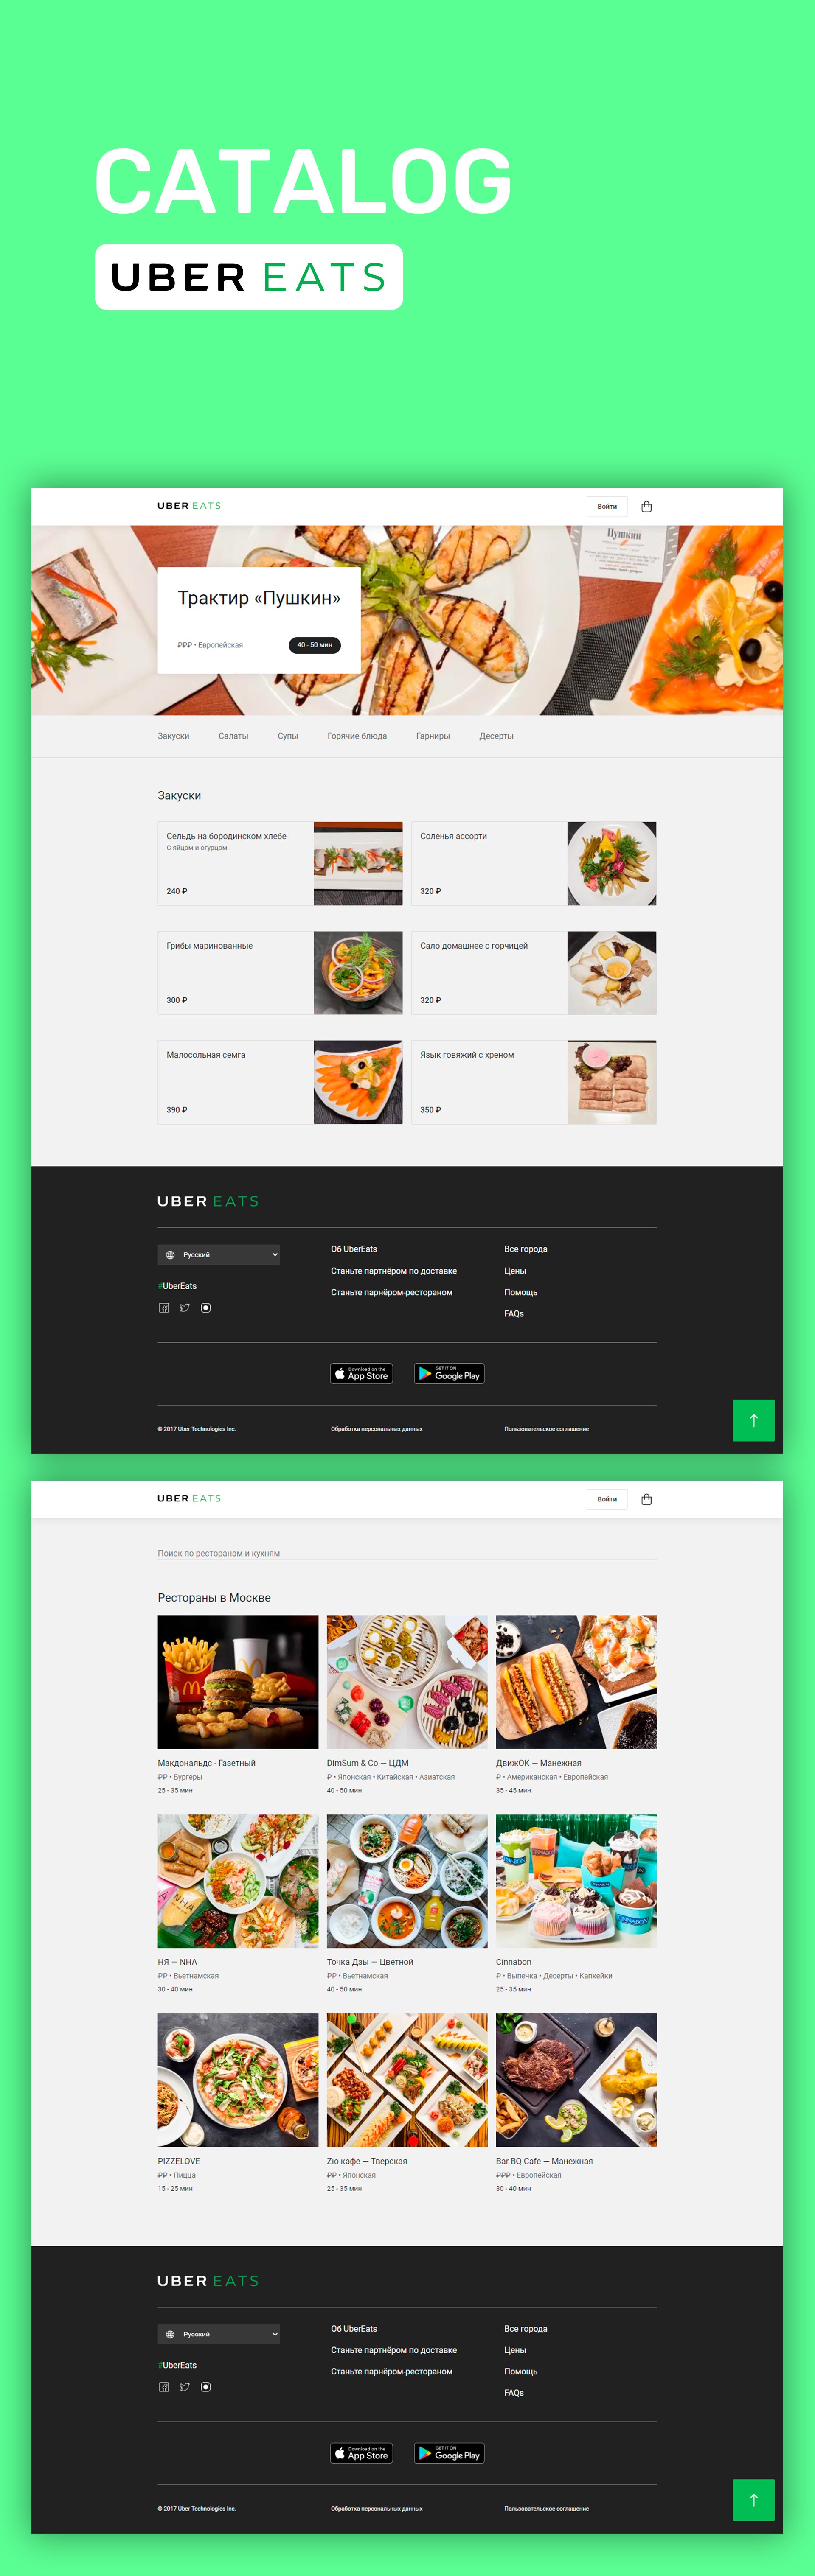 CATALOG
UBER EATS
UBER EATS
Войти
Пушкин
Трактир «Пушкин»
₽₽₽ • Европейская
40 - 50 мин
Закуски Салаты Супы Горячие блюда Гарниры Десерты
Закуски
Сельдь на бородинском хлебе
С яйцом и огурцом
240 ₽
Соленья ассорти
320 ₽
Грибы маринованные
300 ₽
Сало домашнее с горчицей
320 ₽
Малосольная семга
390 ₽
Язык говяжий с хреном
350 ₽
UBER EATS
Русский
#UberEats
Об UberEats
Станьте партнёром по доставке
Станьте парнёром-рестораном
Все города
Цены
Помощь
FAQs
Download on the
App Store
GET IT ON
Google Play
© 2017 Uber Technologies Inc.
Обработка персональных данных
Пользовательское соглашение
UBER EATS
Войти
Поиск по ресторанам и кухням
Рестораны в Москве
Макдональдс - Газетный
₽₽ • Бургеры
25 - 35 мин
DimSum & Co — ЦДМ
₽ • Японская • Китайская • Азиатская
40 - 50 мин
ДвижОК — Манежная
₽ • Американская • Европейская
35 - 45 мин
НЯ — NHA
₽₽ • Вьетнамская
30 - 40 мин
Точка Дзы — Цветной
₽₽ • Вьетнамская
40 - 50 мин
Cinnabon
₽ • Выпечка • Десерты • Капкейки
25 - 35 мин
PIZZELOVE
₽₽ • Пицца
15 - 25 мин
Zю кафе — Тверская
₽₽ • Японская
25 - 35 мин
Bar BQ Cafe — Манежная
₽₽₽ • Европейская
30 - 40 мин
UBER EATS
Русский
#UberEats
Об UberEats
Станьте партнёром по доставке
Станьте парнёром-рестораном
Все города
Цены
Помощь
FAQs
Download on the
App Store
GET IT ON
Google Play
© 2017 Uber Technologies Inc.
Обработка персональных данных
Пользовательское соглашение